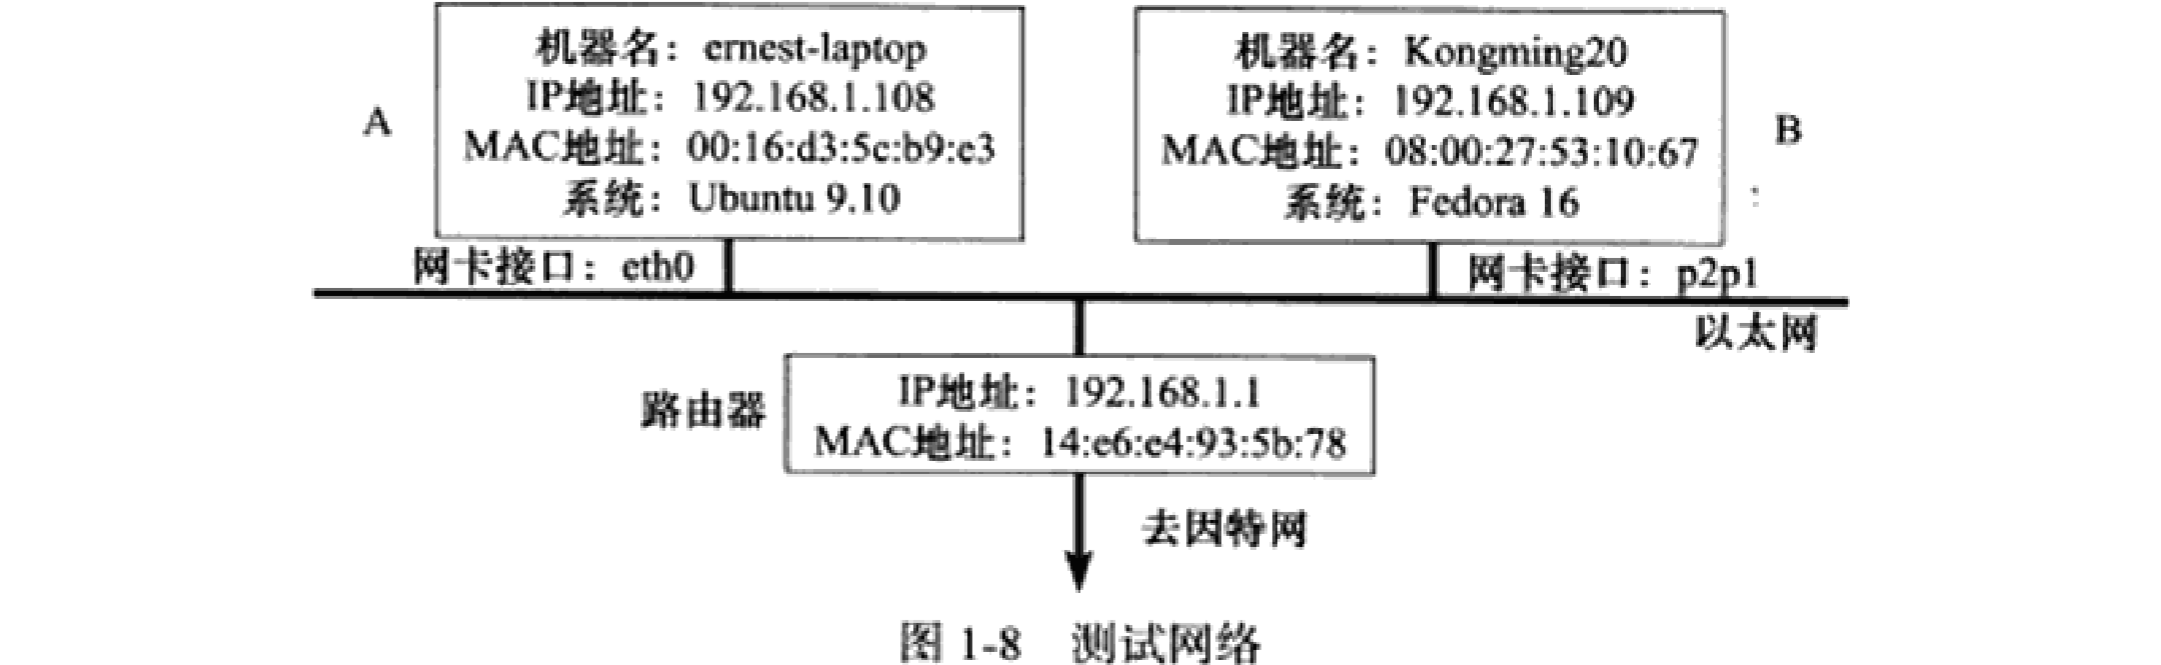 机器名：ernest-laptop
IP地址：192.168.1.108
MAC地址：00:16:d3:5c:b9:e3
系统：Ubuntu 9.10
A
网卡接口：eth0
机器名：Kongming20
IP地址：192.168.1.109
MAC地址：08:00:27:53:10:67
系统：Fedora 16
B
网卡接口：p2p1
以太网
路由器
IP地址：192.168.1.1
MAC地址：14:e6:e4:93:5b:78
去因特网
图 1-8 测试网络